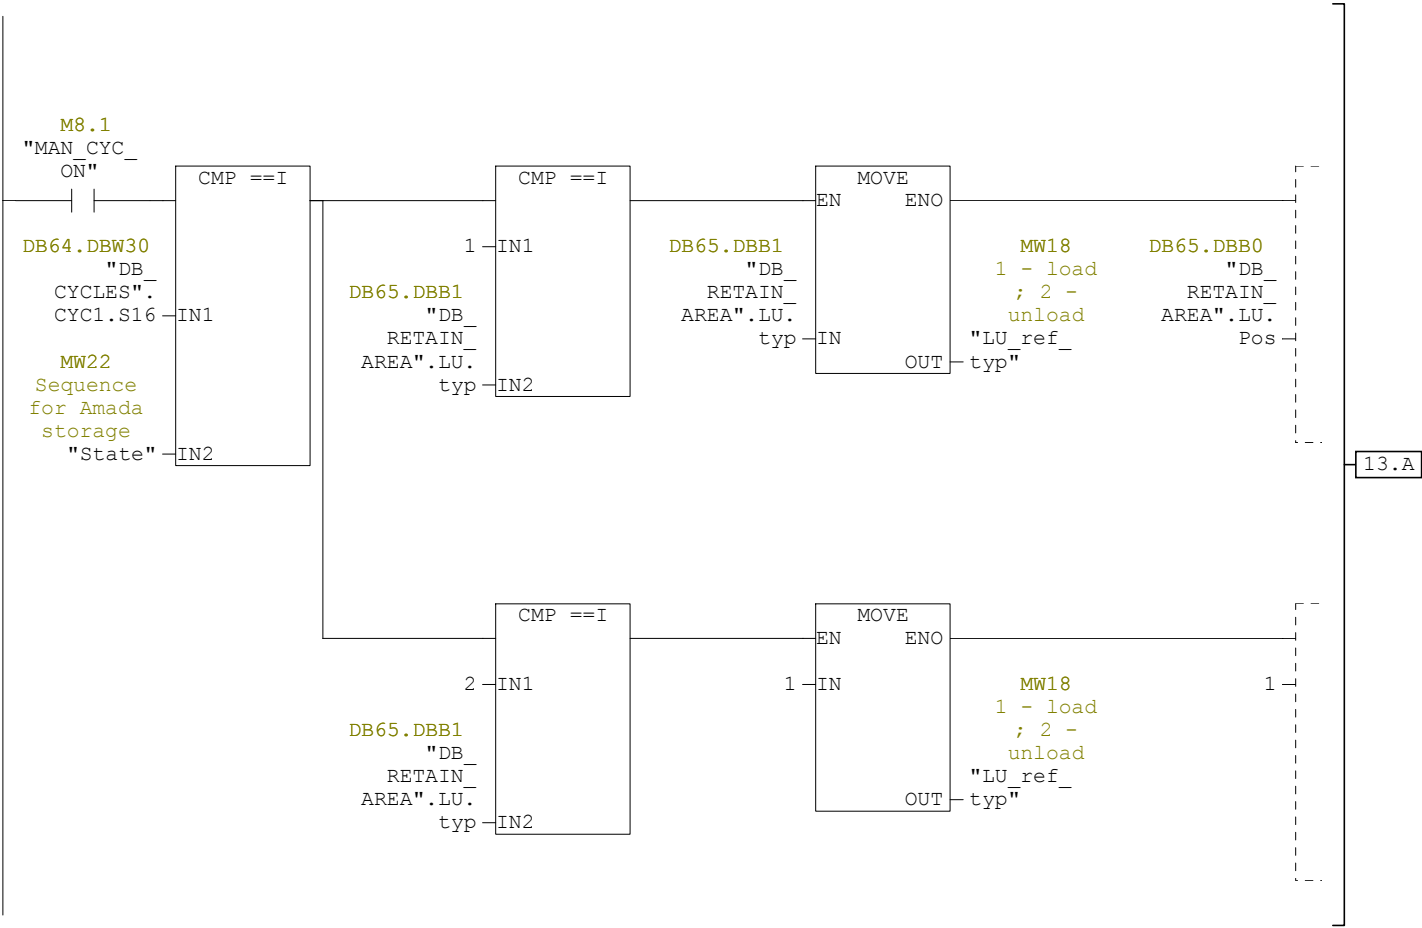 M8.1
"MAN_CYC_
ON"
CMP ==I
DB64.DBW30
"DB_
CYCLES".
CYC1.S16
IN1
MW22
Sequence
for Amada
storage
"State"
IN2
CMP ==I
1
IN1
DB65.DBB1
"DB_
RETAIN_
AREA".LU.
typ
IN2
MOVE
EN ENO
DB65.DBB1
"DB_
RETAIN_
AREA".LU.
typ
IN
OUT
MW18
1 - load
; 2 -
unload
"LU_ref_
typ"
DB65.DBB0
"DB_
RETAIN_
AREA".LU.
Pos
13.A
CMP ==I
2
IN1
DB65.DBB1
"DB_
RETAIN_
AREA".LU.
typ
IN2
MOVE
EN ENO
1
IN
OUT
MW18
1 - load
; 2 -
unload
"LU_ref_
typ"
1